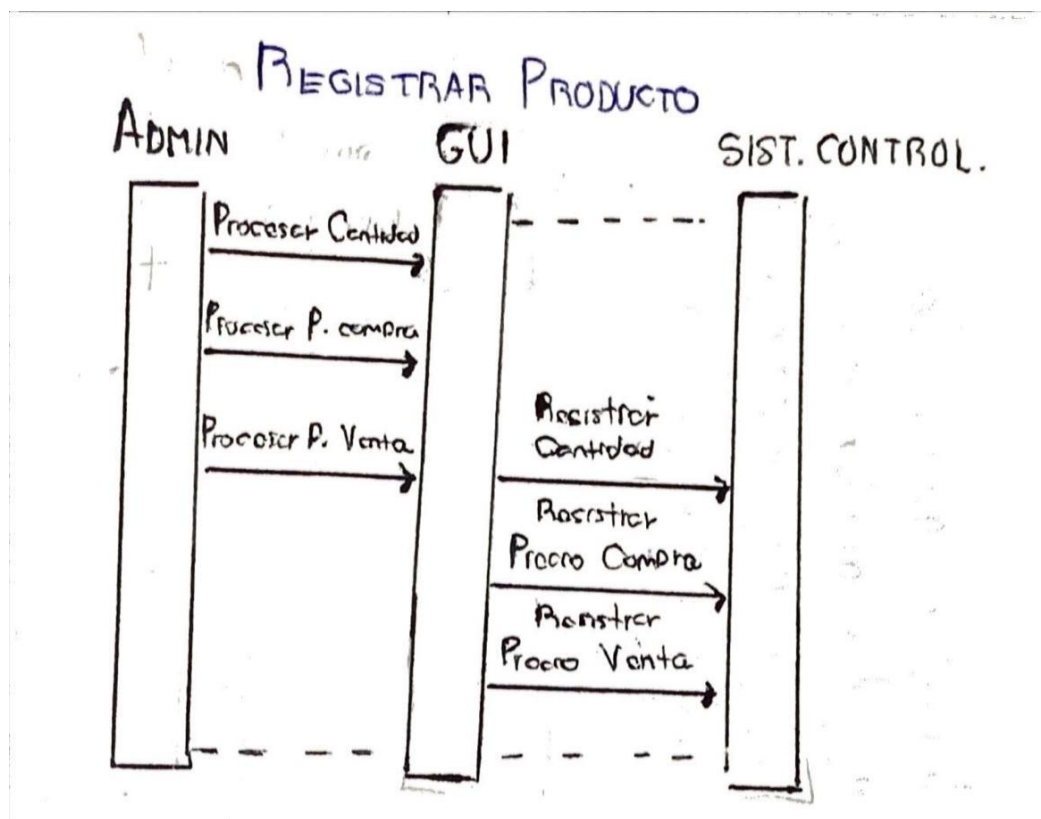 REGISTRAR PRODUCTO
ADMIN
GUI
SIST. CONTROL.
Procesar Cantidad
Procesar P. compra
Procesar P. Venta
Registrar
Cantidad
Registrar
Precio Compra
Registrar
Precio Venta